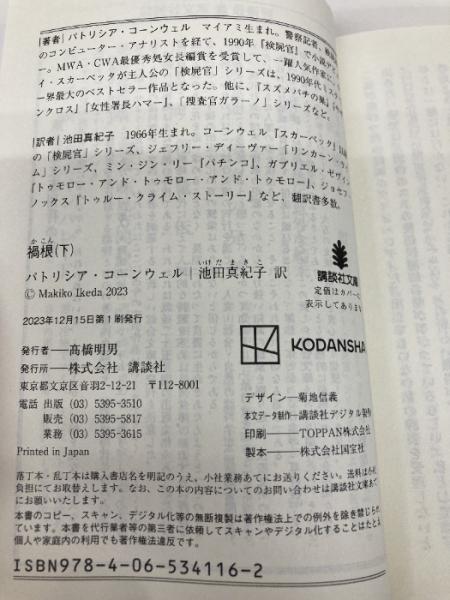 |著者| パトリシア・コーンウェル マイアミ生まれ。警察記者、
のコンピューター・アナリストを経て、1990年『検屍官』で小説デ
ー。MWA・CWA最優秀処女長編賞を受賞して、一躍人気作家に。
イ・スカーペッタが主人公の「検屍官」シリーズは、1990年代ミステ
ー界最大のベストセラー作品となった。他に、『スズメバチの巣』
ンクロス』『女性署長ハマー』、「捜査官ガラーノ」シリーズなど。
|訳者| 池田真紀子 1966年生まれ。コーンウェル『スカーペッタ』
の「検屍官」シリーズ、ジェフリー・ディーヴァー「リンカーン・ラ
ム」シリーズ、ミン・ジン・リー『パチンコ』、ガブリエル・ゼヴィン
『トゥモロー・アンド・トゥモロー・アンド・トゥモロー』、ジョセフ
ノックス『トゥルー・クライム・ストーリー』など、翻訳書多数。
かこん
禍根(下)
いけだまきこ
パトリシア・コーンウェル|池田真紀子 訳
© Makiko Ikeda 2023
2023年12月15日第1刷発行
発行者——髙橋明男
発行所——株式会社 講談社
東京都文京区音羽2-12-21 〒112-8001
電話 出版 (03) 5395-3510
販売 (03) 5395-5817
業務 (03) 5395-3615
Printed in Japan
講談社文庫
定価はカバーに
表示してあります
KODANSHA
デザイン—菊地信義
本文データ制作—講談社デジタル製作
印刷——TOPPAN株式会社
製本——株式会社国宝社
落丁本・乱丁本は購入書店名を明記のうえ、小社業務あてにお送りください。送料は小社
負担にてお取替えします。なお、この本の内容についてのお問い合わせは講談社文庫あて
にお願いいたします。
本書のコピー、スキャン、デジタル化等の無断複製は著作権法上での例外を除き禁じられ
ています。本書を代行業者等の第三者に依頼してスキャンやデジタル化することはたとえ
個人や家庭内の利用でも著作権法違反です。
ISBN978-4-06-534116-2